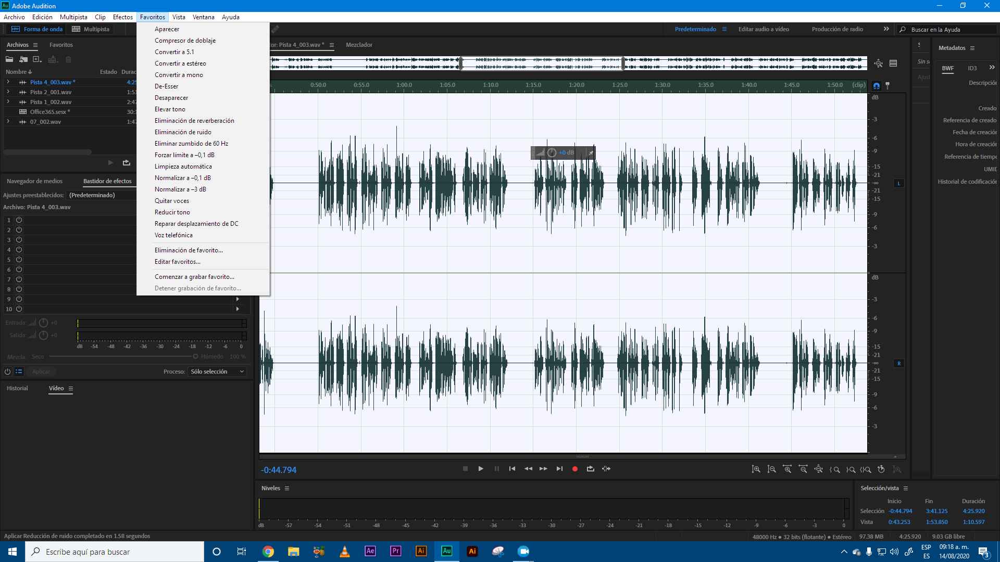 Au Adobe Audition
Archivo Edición Multipista Clip Efectos Favoritos Vista Ventana Ayuda
Forma de onda Multipista
Predeterminado Editar audio a vídeo Producción de radio Buscar en la Ayuda
Archivos Favoritos
Nombre Estado
Pista 4_003.wav *
Pista 2_001.wav
Pista 1_002.wav
Office365.sesx *
07_002.wav
Aparecer
Compresor de doblaje
Convertir a 5.1
Convertir a estéreo
Convertir a mono
De-Esser
Desaparecer
Elevar tono
Eliminación de reverberación
Eliminación de ruido
Eliminar zumbido de 60 Hz
Forzar límite a –0,1 dB
Limpieza automática
Normalizar a –0,1 dB
Normalizar a –3 dB
Quitar voces
Reducir tono
Reparar desplazamiento de DC
Voz telefónica
Eliminación de favorito...
Editar favoritos...
Comenzar a grabar favorito...
Detener grabación de favorito...
tor: Pista 4_003.wav * Mezclador
0:50.0 0:55.0 1:00.0 1:05.0 1:10.0 1:15.0 1:20.0 1:25.0 1:30.0 1:35.0 1:40.0 1:45.0 1:50.0 (clip)
+0 dB
dB
-3
-6
-9
-15
-21
-∞
-21
-15
-9
-6
-3
L
dB
-3
-6
-9
-15
-21
-∞
-21
-15
-9
-6
-3
R
Metadatos
BWF ID3
Descripción
Creado
Referencia de creado
Fecha de creación
Hora de creación
Referencia de tiempo
UMID
Historial de codificación
Navegador de medios Bastidor de efectos
Ajustes preestablecidos: (Predeterminado)
Archivo: Pista 4_003.wav
1
2
3
4
5
6
7
8
9
10
Entrada: +0
Salida: +0
dB -54 -48 -42 -36 -30 -24 -18 -12 -6 0
Mezcla: Seco Húmedo 100 %
Aplicar Proceso: Sólo selección
Historial Vídeo
-0:44.794
Niveles
dB -57 -54 -51 -48 -45 -42 -39 -36 -33 -30 -27 -24 -21 -18 -15 -12 -9 -6 -3 0
Selección/vista
Inicio Fin Duración
Selección -0:44.794 3:41.125 4:25.920
Vista 0:43.253 1:53.850 1:10.597
Aplicar Reducción de ruido completado en 1.58 segundos
48000 Hz ● 32 bits (flotante) ● Estéreo 97.38 MB 4:25.920 9.03 GB libre
Escribe aquí para buscar
Ae Pr Ai Au Ai
ESP
ES
09:18 a. m.
14/08/2020
3